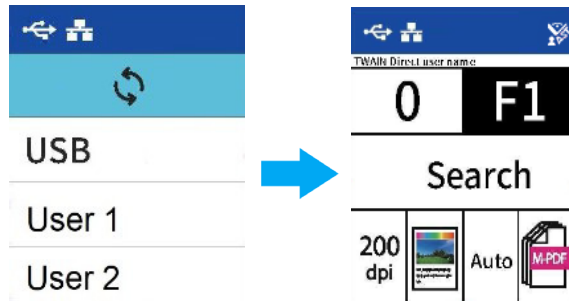 USB
User 1
User 2
TWAIN Direct user name
0 F1
Search
200
dpi
Auto
M-PDF